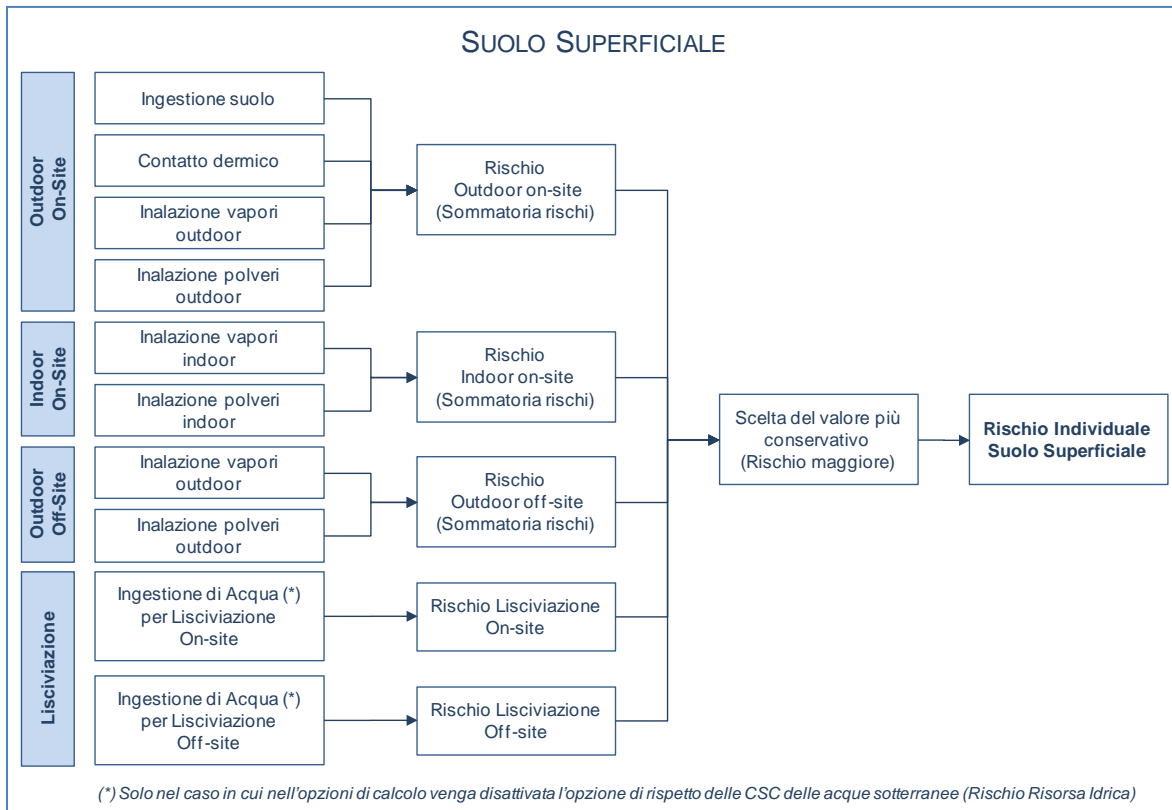 SUOLO SUPERFICIALE
Outdoor
On-Site
Ingestione suolo
Contatto dermico
Inalazione vapori
outdoor
Inalazione polveri
outdoor
Rischio
Outdoor on-site
(Sommatoria rischi)
Indoor
On-Site
Inalazione vapori
indoor
Inalazione polveri
indoor
Rischio
Indoor on-site
(Sommatoria rischi)
Outdoor
Off-Site
Inalazione vapori
outdoor
Inalazione polveri
outdoor
Rischio
Outdoor off-site
(Sommatoria rischi)
Lisciviazione
Ingestione di Acqua (*)
per Lisciviazione
On-site
Rischio Lisciviazione
On-site
Ingestione di Acqua (*)
per Lisciviazione
Off-site
Rischio Lisciviazione
Off-site
Scelta del valore più
conservativo
(Rischio maggiore)
Rischio Individuale
Suolo Superficiale
(*) Solo nel caso in cui nell'opzioni di calcolo venga disattivata l'opzione di rispetto delle CSC delle acque sotterranee (Rischio Risorsa Idrica)